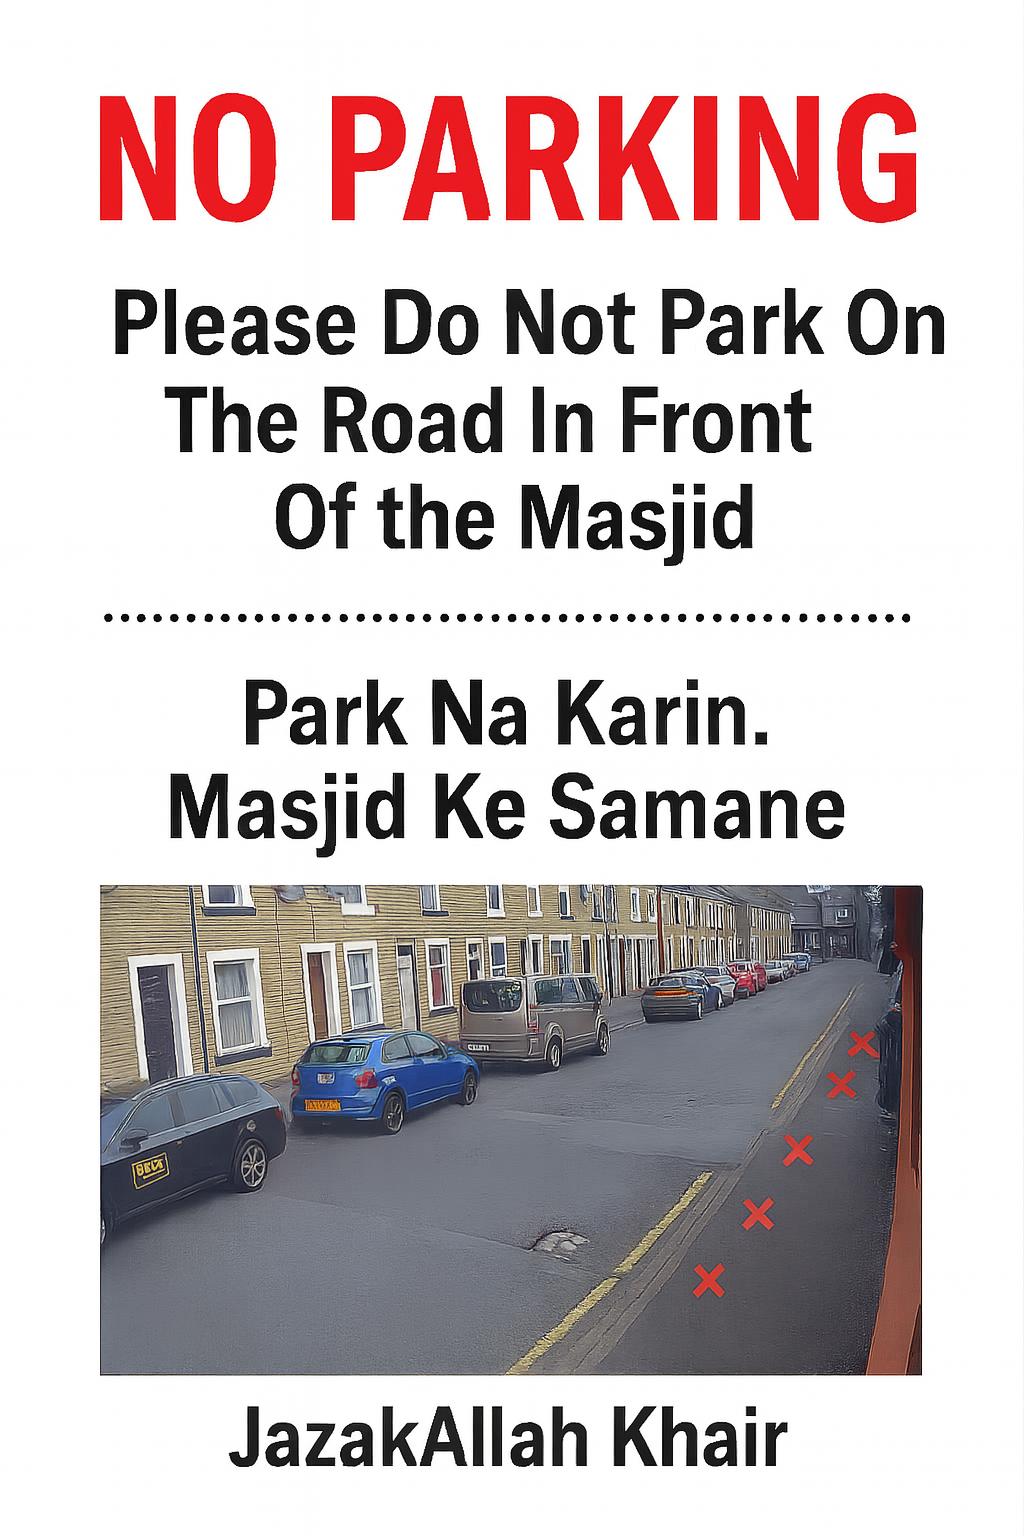 NO PARKING
Please Do Not Park On
The Road In Front
Of the Masjid
Park Na Karin.
Masjid Ke Samane
JazakAllah Khair